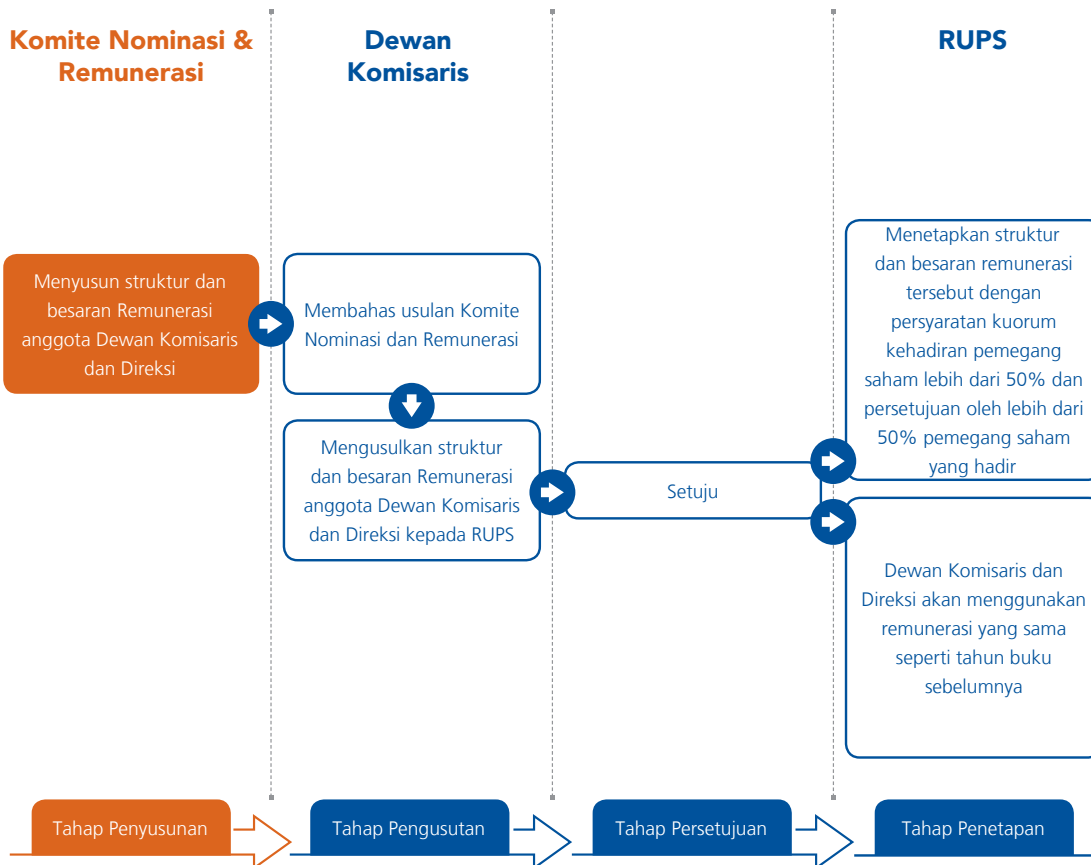 Komite Nominasi &
Remunerasi
Dewan
Komisaris
RUPS
Menyusun struktur dan
besaran Remunerasi
anggota Dewan Komisaris
dan Direksi
Membahas usulan Komite
Nominasi dan Remunerasi
Mengusulkan struktur
dan besaran Remunerasi
anggota Dewan Komisaris
dan Direksi kepada RUPS
Setuju
Menetapkan struktur
dan besaran remunerasi
tersebut dengan
persyaratan kuorum
kehadiran pemegang
saham lebih dari 50% dan
persetujuan oleh lebih dari
50% pemegang saham
yang hadir
Dewan Komisaris dan
Direksi akan menggunakan
remunerasi yang sama
seperti tahun buku
sebelumnya
Tahap Penyusunan
Tahap Pengusutan
Tahap Persetujuan
Tahap Penetapan